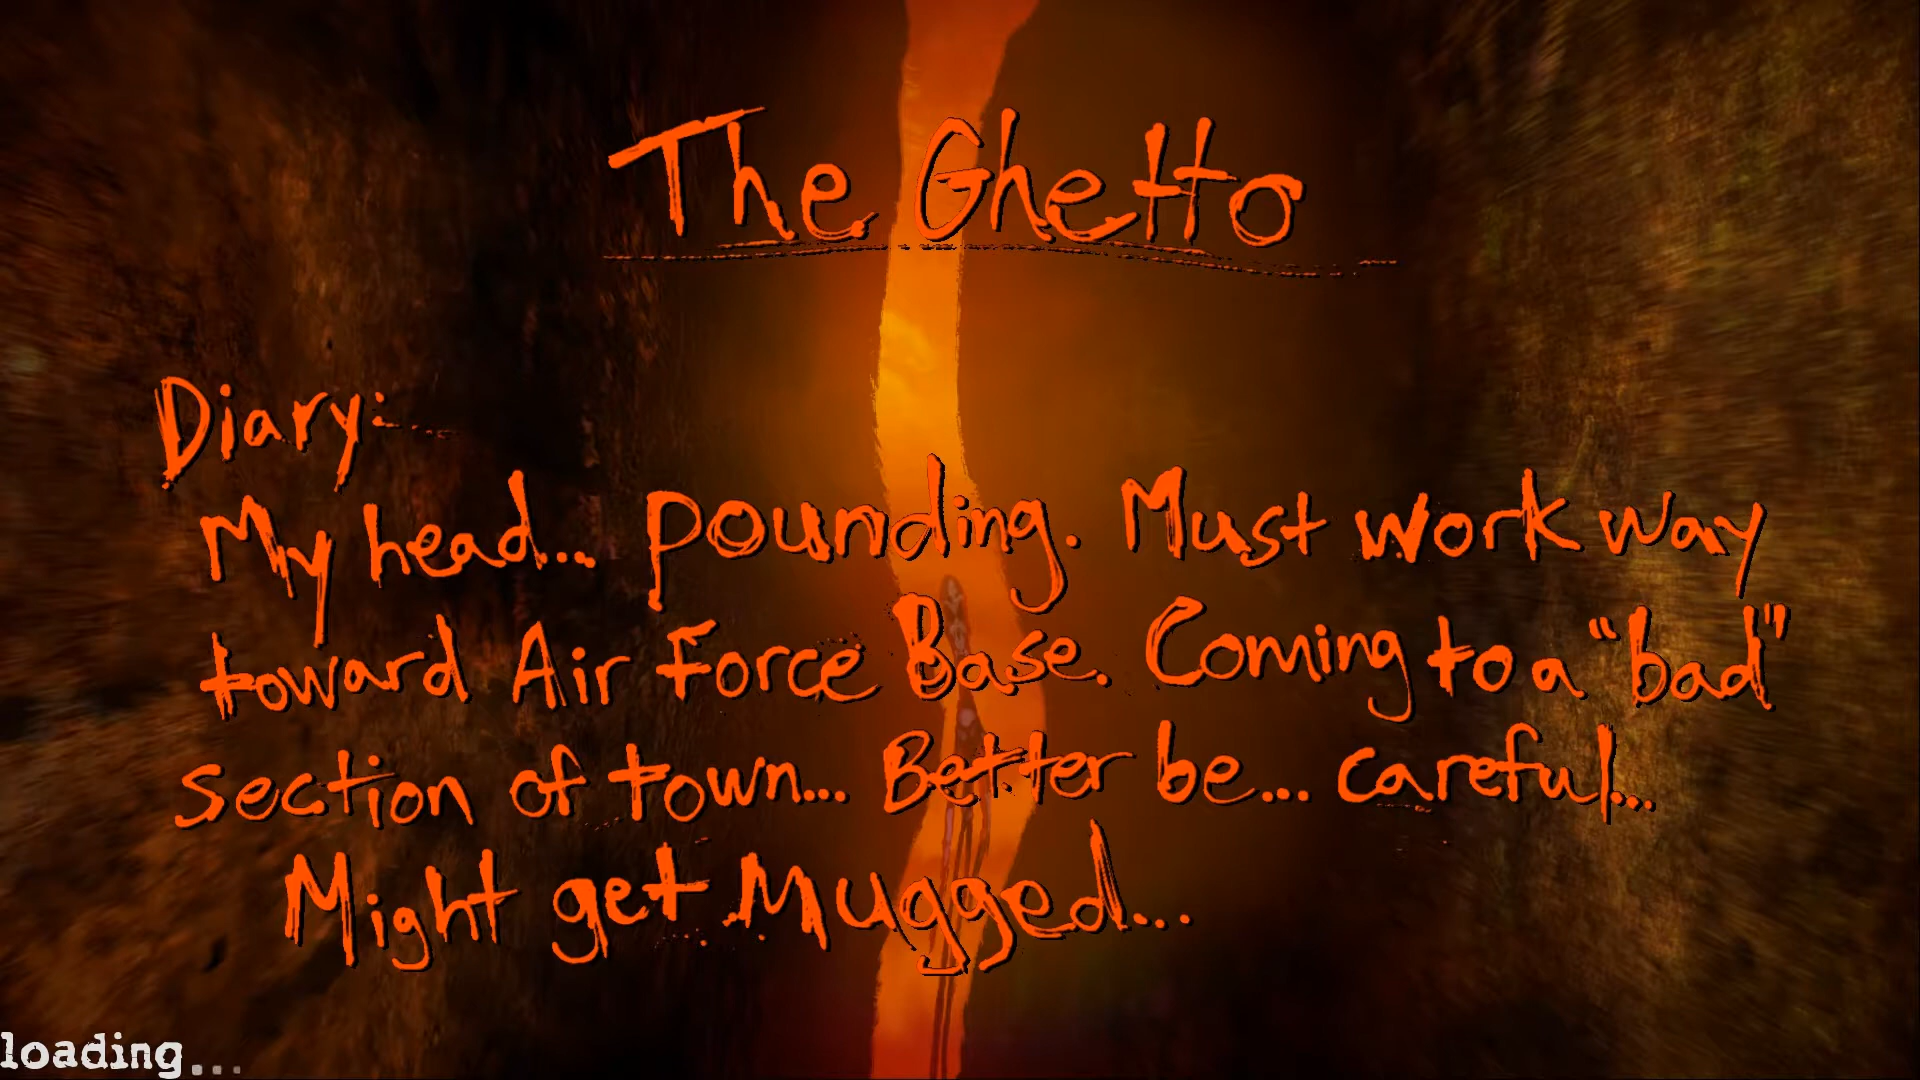 The Ghetto
Diary:
My head... pounding. Must work way
toward Air Force Base. Coming to a "bad"
section of town... Better be... careful...
Might get Mugged...
loading...